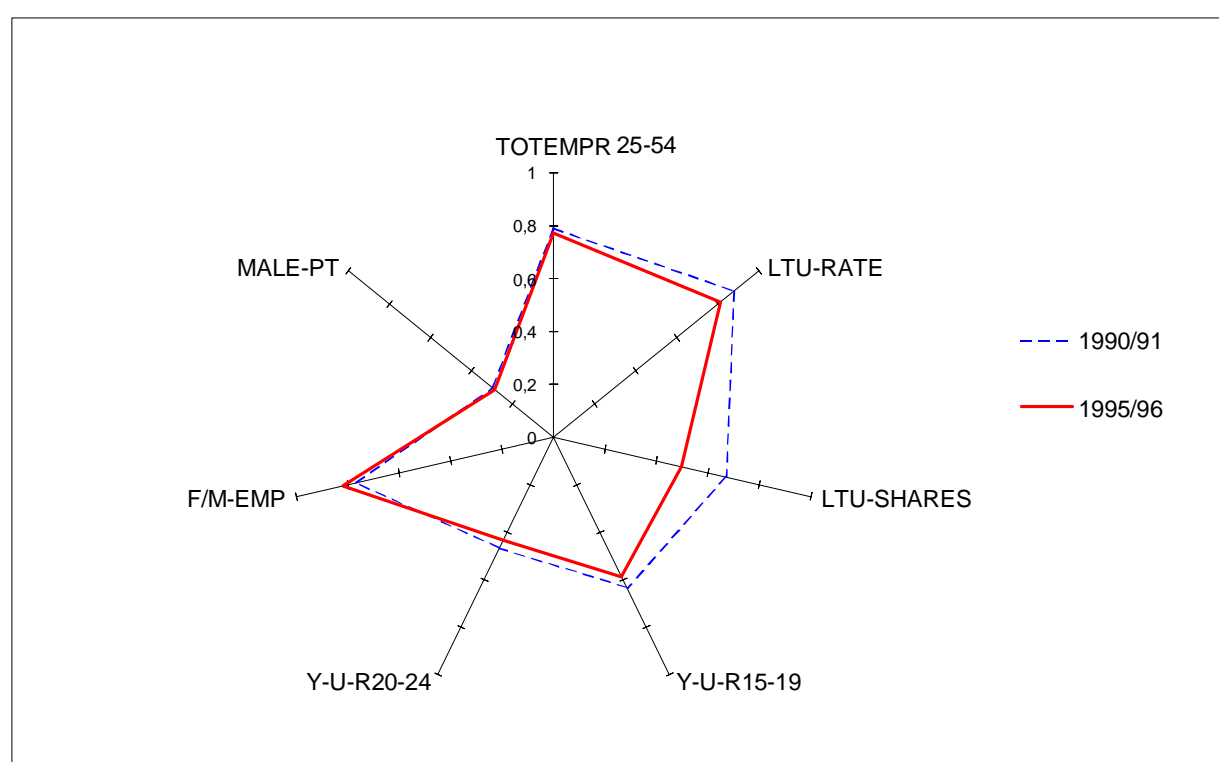 TOTEMPR 25-54
1
0,8
0,6
0,4
0,2
0
MALE-PT
LTU-RATE
1990/91
1995/96
F/M-EMP
LTU-SHARES
Y-U-R20-24
Y-U-R15-19